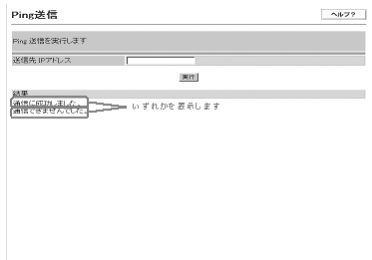 Ping送信
ヘルプ?
Ping 送信を実行します
送信先 IPアドレス
実行
結果
通信に成功しました。
通信できませんでした。
いずれかを表示します